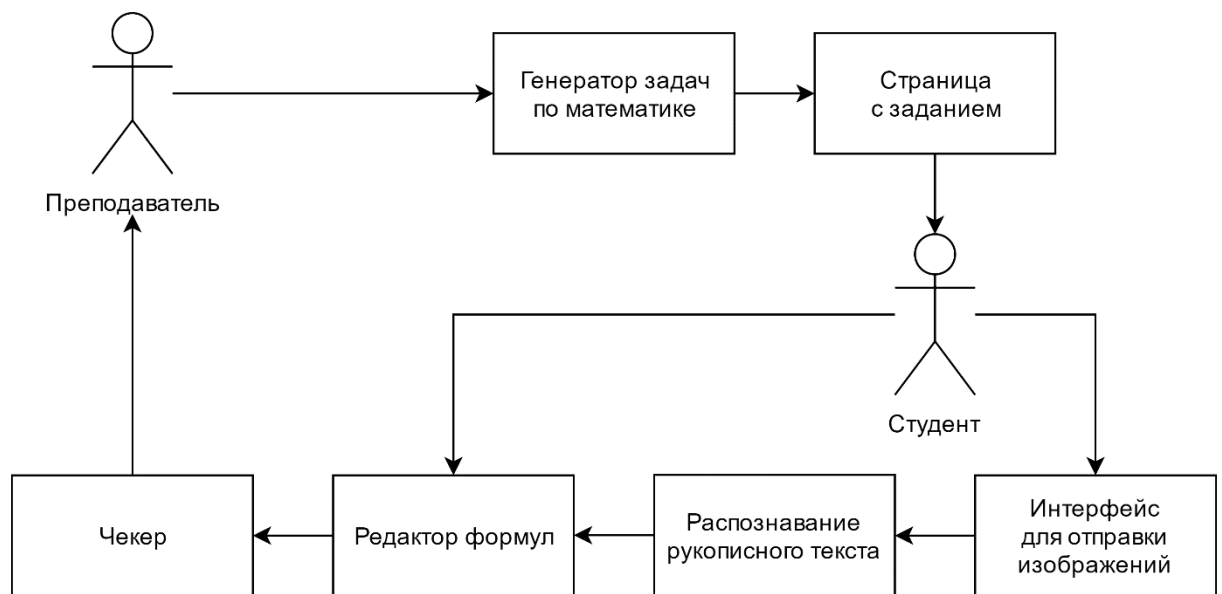 Генератор задач
по математике
Страница
с заданием
Преподаватель
Студент
Чекер
Редактор формул
Распознавание
рукописного текста
Интерфейс
для отправки
изображений